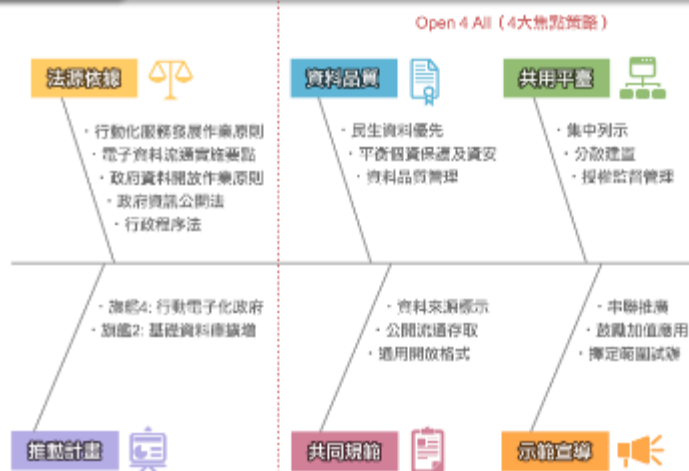 Open 4 All（4大焦點策略）
法源依據
・行動化服務發展作業原則
・電子資料流通實施要點
・政府資料開放作業原則
・政府資訊公開法
・行政程序法
資料品質
・民生資料優先
・平衡個資保護及資安
・資料品質管理
共用平臺
・集中列示
・分散建置
・授權監督管理
・旗艦4: 行動電子化政府
・旗艦2: 基礎資料庫擴增
推動計畫
・資料來源標示
・公開流通存取
・通用開放格式
共同規範
・串聯推廣
・鼓勵加值應用
・擇定範圍試辦
示範宣導